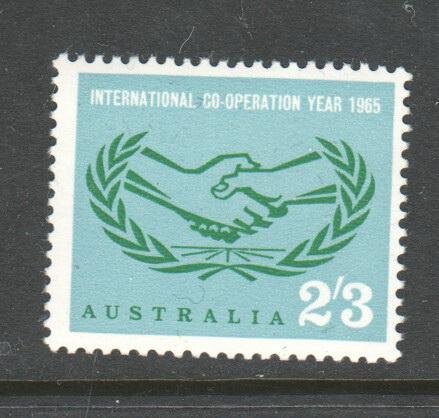 INTERNATIONAL CO-OPERATION YEAR 1965
AUSTRALIA 2'3